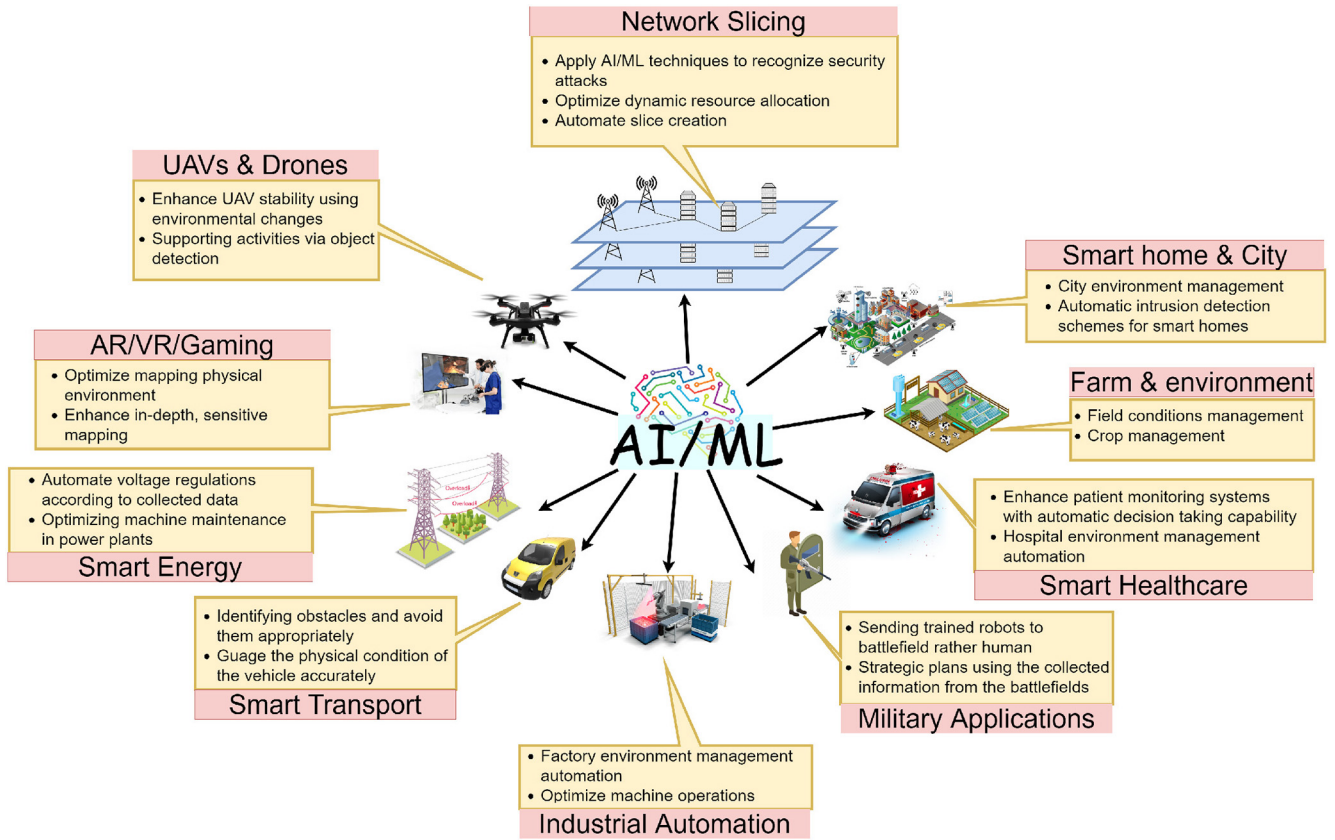 Network Slicing
Apply AI/ML techniques to recognize security
attacks
Optimize dynamic resource allocation
Automate slice creation
UAVs & Drones
Enhance UAV stability using
environmental changes
Supporting activities via object
detection
Smart home & City
City environment management
Automatic intrusion detection
schemes for smart homes
AR/VR/Gaming
Optimize mapping physical
environment
Enhance in-depth, sensitive
mapping
Farm & environment
Field conditions management
Crop management
AI/ML
Automate voltage regulations
according to collected data
Optimizing machine maintenance
in power plants
Smart Energy
Overload!
Overload!
Enhance patient monitoring systems
with automatic decision taking capability
Hospital environment management
automation
Smart Healthcare
Identifying obstacles and avoid
them appropriately
Guage the physical condition of
the vehicle accurately
Smart Transport
Sending trained robots to
battlefield rather human
Strategic plans using the collected
information from the battlefields
Military Applications
Factory environment management
automation
Optimize machine operations
Industrial Automation